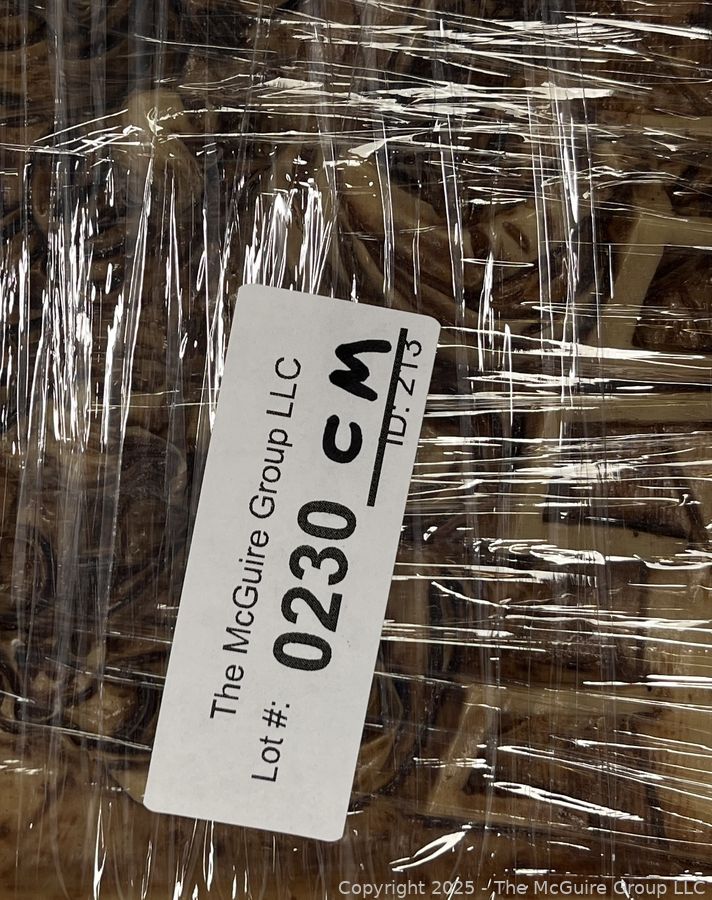 The McGuire Group LLC
Lot #: 0230 CM
ID: 213
Copyright 2025 - The McGuire Group LLC